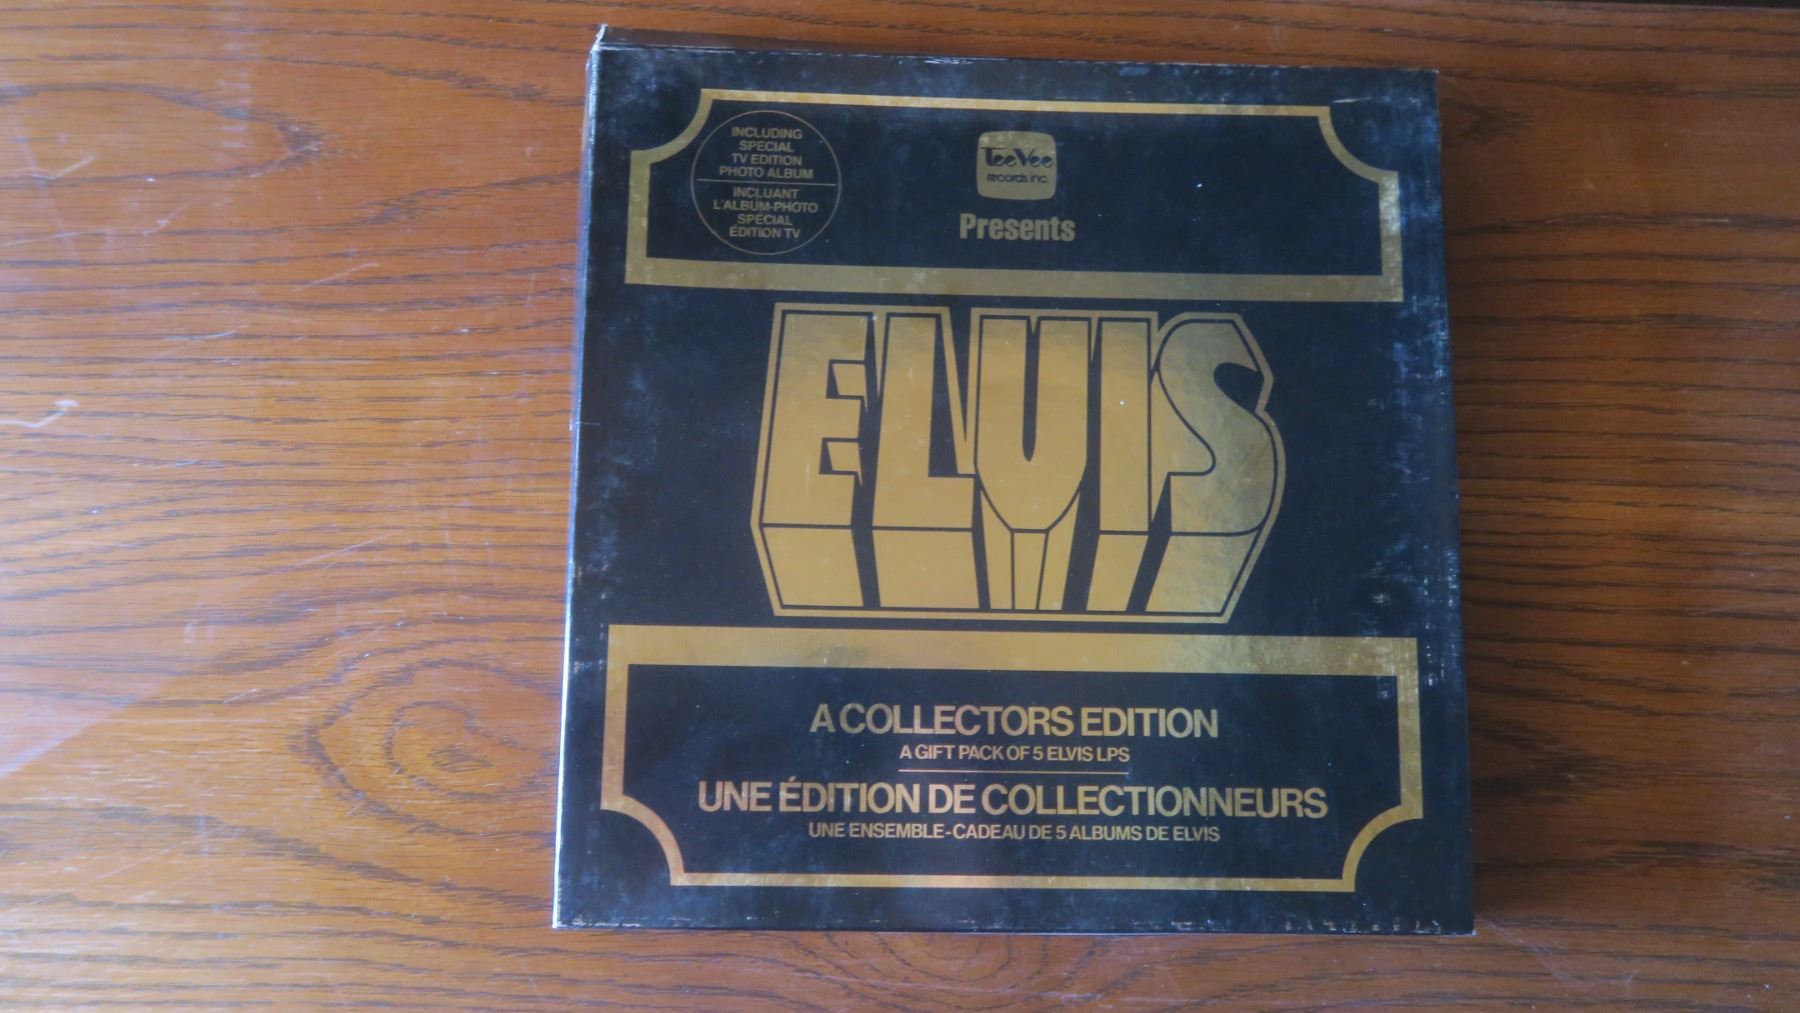 INCLUDING
SPECIAL
TV EDITION
PHOTO ALBUM
INCLUANT
L'ALBUM-PHOTO
SPÉCIAL
ÉDITION TV
TeeVee
records inc.
Presents
ELVIS
A COLLECTORS EDITION
A GIFT PACK OF 5 ELVIS LPS
UNE ÉDITION DE COLLECTIONNEURS
UNE ENSEMBLE-CADEAU DE 5 ALBUMS DE ELVIS